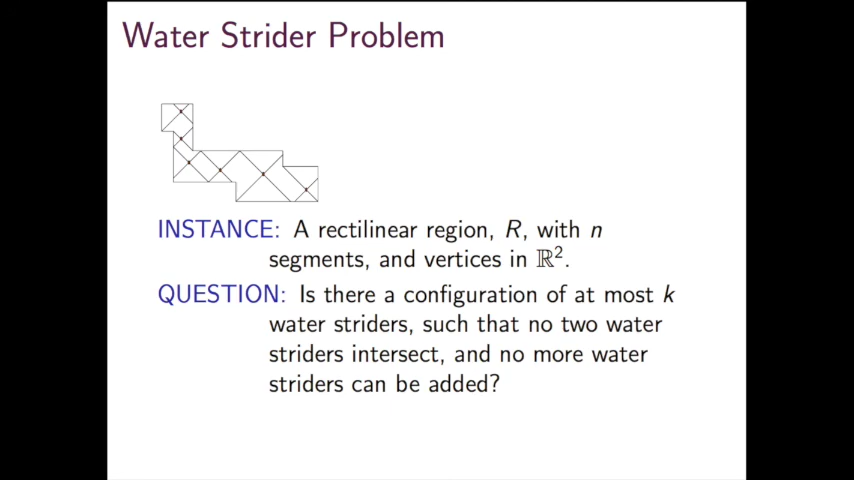 Water Strider Problem
INSTANCE: A rectilinear region, R, with n
segments, and vertices in ℝ².
QUESTION: Is there a configuration of at most k
water striders, such that no two water
striders intersect, and no more water
striders can be added?